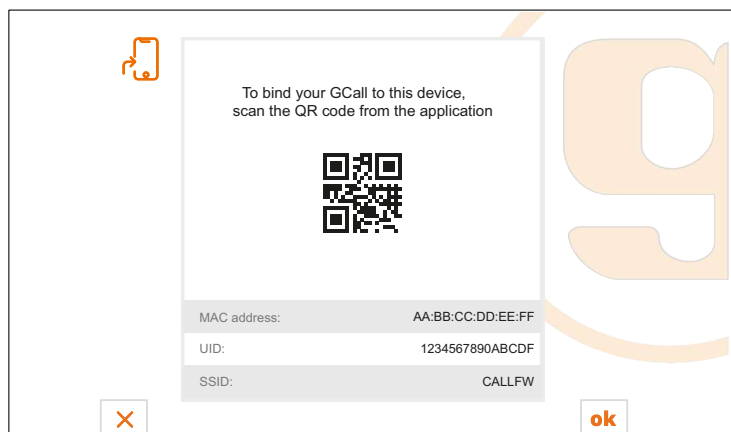 To bind your GCall to this device,
scan the QR code from the application
MAC address: AA:BB:CC:DD:EE:FF
UID: 1234567890ABCDF
SSID: CALLFW
ok
g